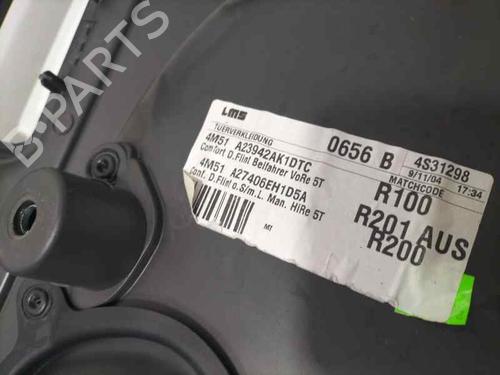 LMS
TUERVERKLEIDUNG
0656 B
4S31298
4M51 A23942AK1DTC
9/11/04 17:34
Comfort D.Flint Beifahrer VoRe 5T
MATCHCODE
4M51 A27406EH1D5A
R100
Conf. D.Flint o.S/m.L. Man. HiRe 5T
R201 AUS
R200
MT
B-PARTS